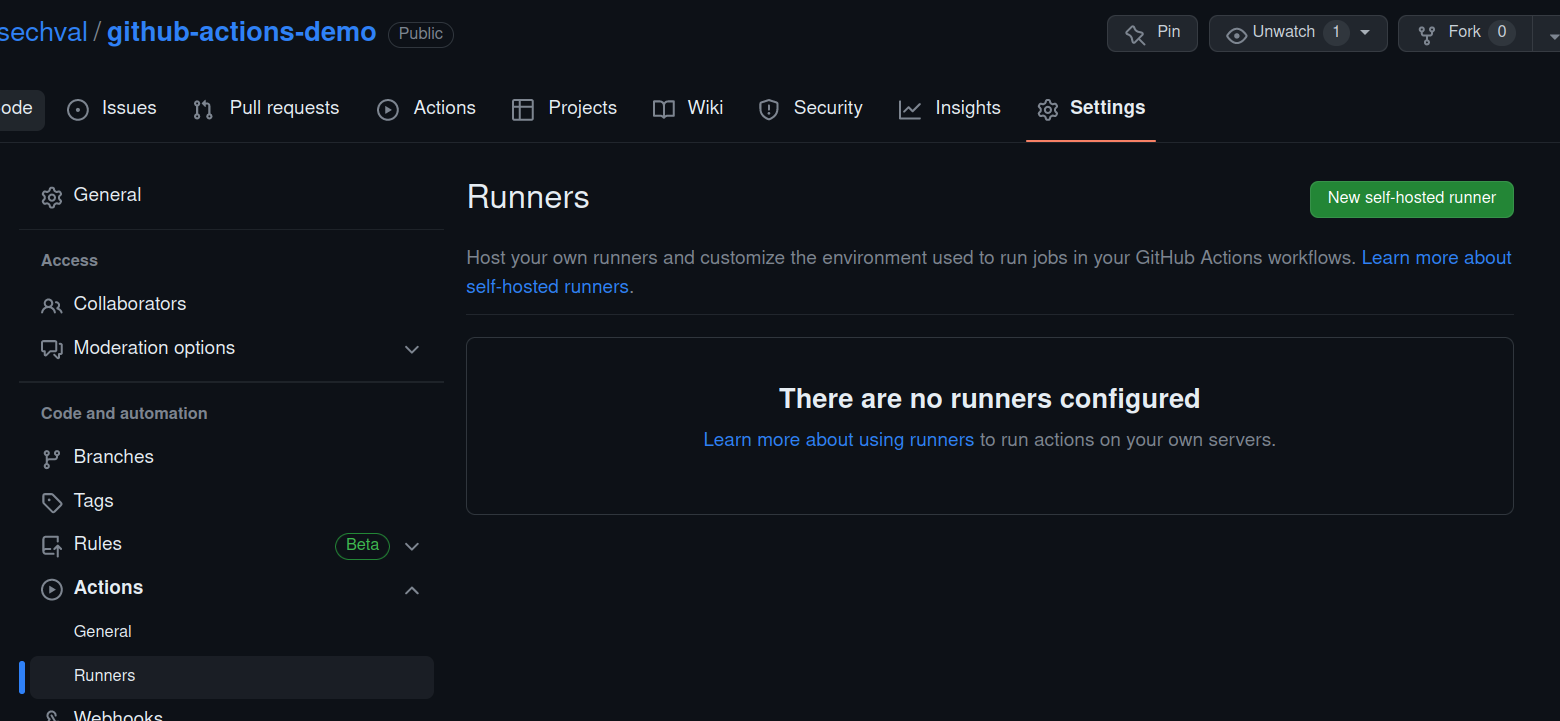 sechval / github-actions-demo Public
Pin
Unwatch 1
Fork 0
ode Issues Pull requests Actions Projects Wiki Security Insights Settings
General
Access
Collaborators
Moderation options
Code and automation
Branches
Tags
Rules Beta
Actions
General
Runners
Webhooks
Runners
New self-hosted runner
Host your own runners and customize the environment used to run jobs in your GitHub Actions workflows. Learn more about
self-hosted runners.
There are no runners configured
Learn more about using runners to run actions on your own servers.